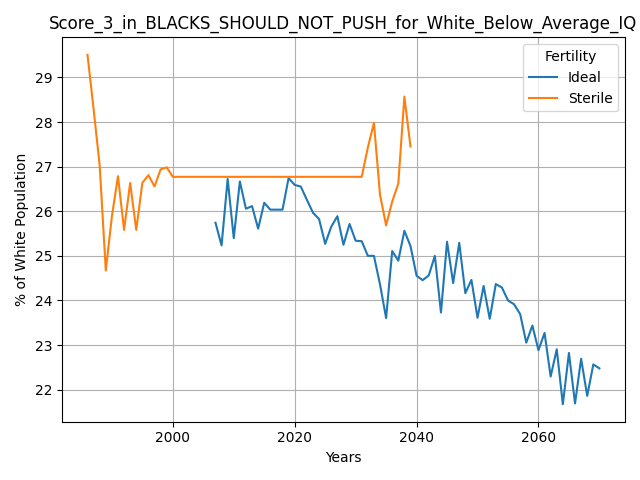 Score_3_in_BLACKS_SHOULD_NOT_PUSH_for_White_Below_Average_IQ
Fertility
Ideal
Sterile
% of White Population
29
28
27
26
25
24
23
22
2000
2020
2040
2060
Years